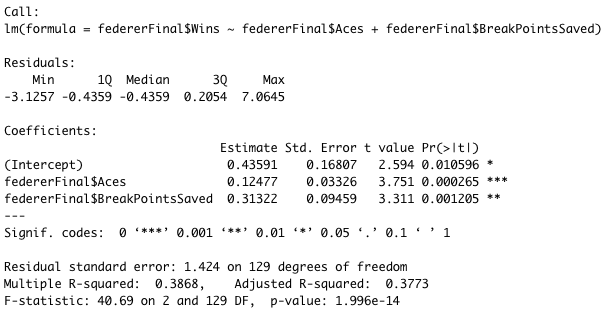 Call:
lm(formula = federerFinal$Wins ~ federerFinal$Aces + federerFinal$BreakPointsSaved)
Residuals:
Min 1Q Median 3Q Max
-3.1257 -0.4359 -0.4359 0.2054 7.0645
Coefficients:
Estimate Std. Error t value Pr(>|t|)
(Intercept) 0.43591 0.16807 2.594 0.010596 *
federerFinal$Aces 0.12477 0.03326 3.751 0.000265 ***
federerFinal$BreakPointsSaved 0.31322 0.09459 3.311 0.001205 **
---
Signif. codes: 0 ‘***’ 0.001 ‘**’ 0.01 ‘*’ 0.05 ‘.’ 0.1 ‘ ’ 1
Residual standard error: 1.424 on 129 degrees of freedom
Multiple R-squared: 0.3868, Adjusted R-squared: 0.3773
F-statistic: 40.69 on 2 and 129 DF, p-value: 1.996e-14